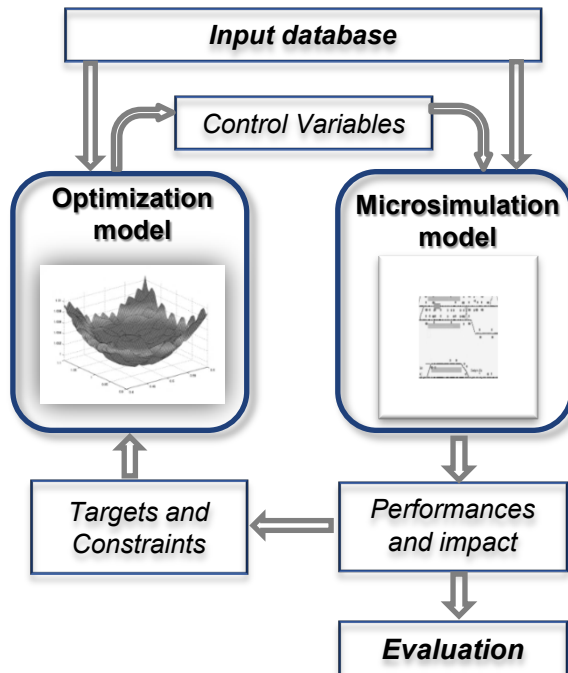 Input database
Control Variables
Optimization
model
Microsimulation
model
Targets and
Constraints
Performances
and impact
Evaluation